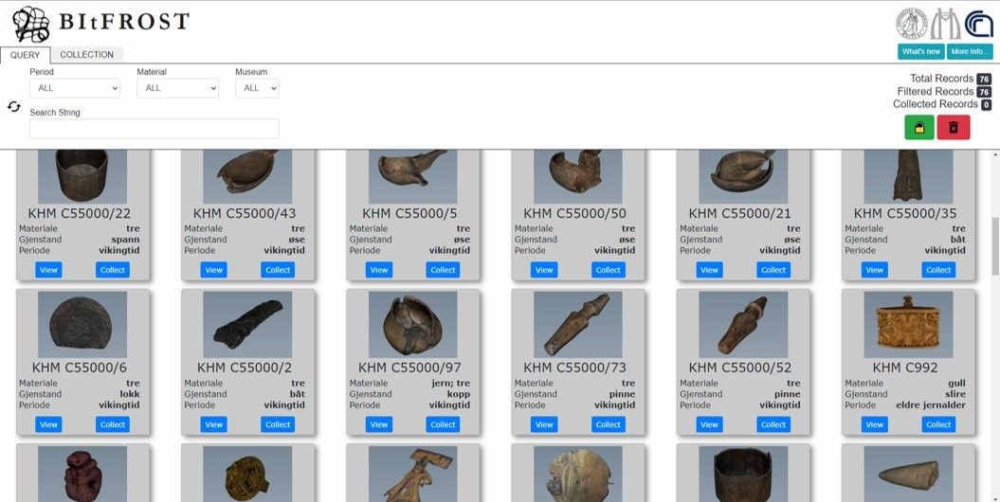 BItFROST
What's new More Info...
QUERY COLLECTION
Period Material Museum
ALL ALL ALL
Search String
Total Records 76
Filtered Records 76
Collected Records 0
KHM C55000/22 KHM C55000/43 KHM C55000/5 KHM C55000/50 KHM C55000/21 KHM C55000/35
Materiale tre Materiale tre Materiale tre Materiale tre Materiale tre Materiale tre
Gjenstand spann Gjenstand øse Gjenstand øse Gjenstand øse Gjenstand øse Gjenstand båt
Periode vikingtid Periode vikingtid Periode vikingtid Periode vikingtid Periode vikingtid Periode vikingtid
View Collect View Collect View Collect View Collect View Collect View Collect
KHM C55000/6 KHM C55000/2 KHM C55000/97 KHM C55000/73 KHM C55000/52 KHM C992
Materiale tre Materiale tre Materiale jern; tre Materiale tre Materiale tre Materiale gull
Gjenstand lokk Gjenstand båt Gjenstand kopp Gjenstand pinne Gjenstand pinne Gjenstand slire
Periode vikingtid Periode vikingtid Periode vikingtid Periode vikingtid Periode vikingtid Periode eldre jernalder
View Collect View Collect View Collect View Collect View Collect View Collect